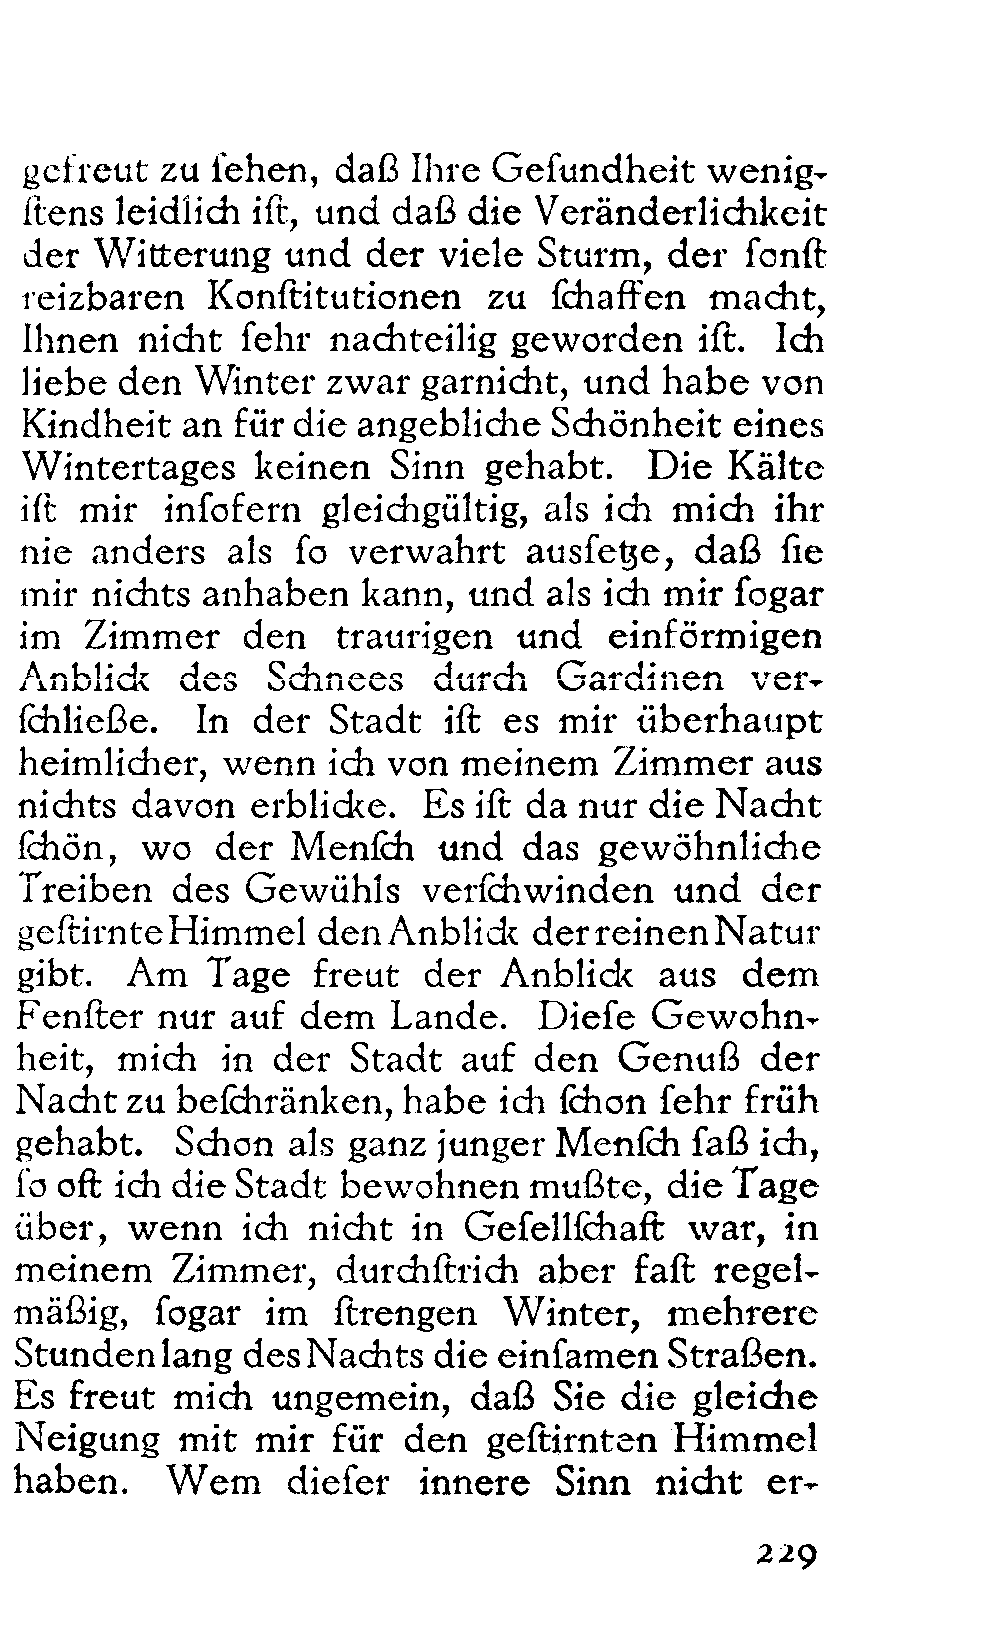 gefreut zu ſehen, daß Ihre Geſundheit wenig-
ſtens leidlich iſt, und daß die Veränderlichkeit
der Witterung und der viele Sturm, der ſonſt
reizbaren Konſtitutionen zu ſchaffen macht,
Ihnen nicht ſehr nachteilig geworden iſt. Ich
liebe den Winter zwar garnicht, und habe von
Kindheit an für die angebliche Schönheit eines
Wintertages keinen Sinn gehabt. Die Kälte
iſt mir inſofern gleichgültig, als ich mich ihr
nie anders als ſo verwahrt ausſetze, daß ſie
mir nichts anhaben kann, und als ich mir ſogar
im Zimmer den traurigen und einförmigen
Anblick des Schnees durch Gardinen ver-
ſchließe. In der Stadt iſt es mir überhaupt
heimlicher, wenn ich von meinem Zimmer aus
nichts davon erblicke. Es iſt da nur die Nacht
ſchön, wo der Menſch und das gewöhnliche
Treiben des Gewühls verſchwinden und der
geſtirnte Himmel den Anblick der reinen Natur
gibt. Am Tage freut der Anblick aus dem
Fenſter nur auf dem Lande. Dieſe Gewohn-
heit, mich in der Stadt auf den Genuß der
Nacht zu beſchränken, habe ich ſchon ſehr früh
gehabt. Schon als ganz junger Menſch ſaß ich,
ſo oft ich die Stadt bewohnen mußte, die Tage
über, wenn ich nicht in Geſellſchaft war, in
meinem Zimmer, durchſtrich aber faſt regel-
mäßig, ſogar im ſtrengen Winter, mehrere
Stunden lang des Nachts die einſamen Straßen.
Es freut mich ungemein, daß Sie die gleiche
Neigung mit mir für den geſtirnten Himmel
haben. Wem dieſer innere Sinn nicht er-
229